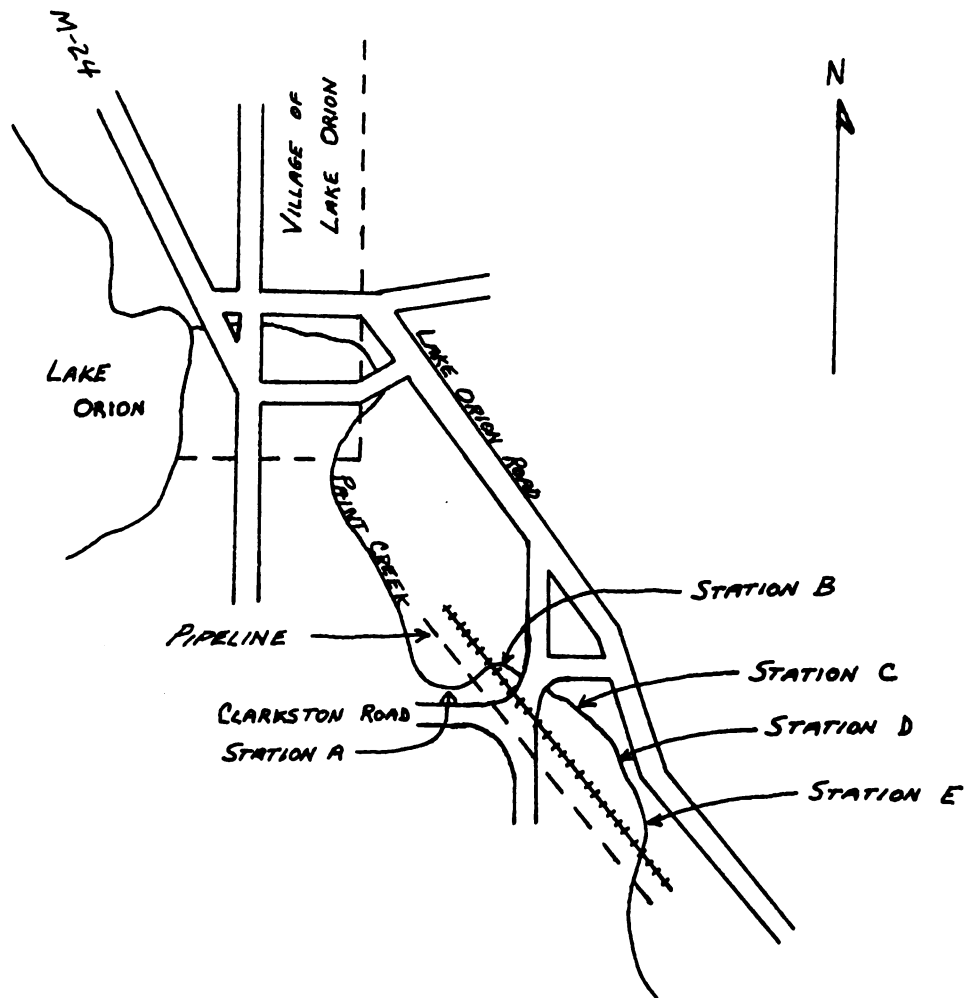 M-24
VILLAGE OF
LAKE ORION
N
LAKE
ORION
LAKE ORION ROAD
PAINT CREEK
STATION B
PIPELINE
STATION C
CLARKSTON ROAD
STATION D
STATION A
STATION E